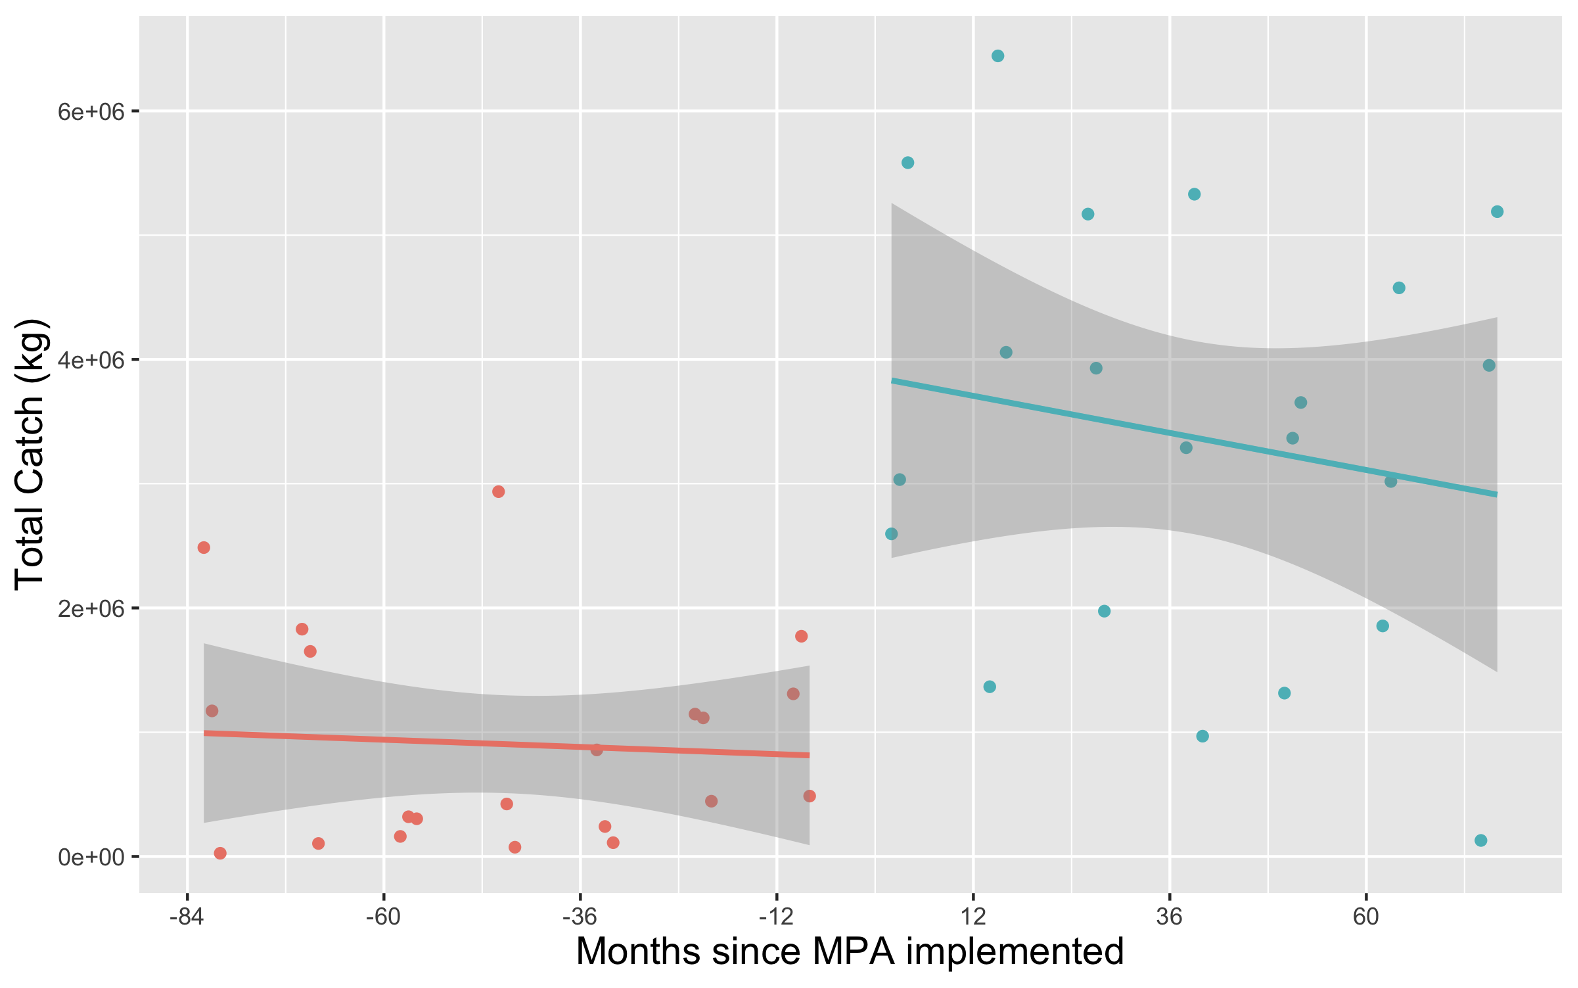 Total Catch (kg)
6e+06
4e+06
2e+06
0e+00
-84 -60 -36 -12 12 36 60
Months since MPA implemented